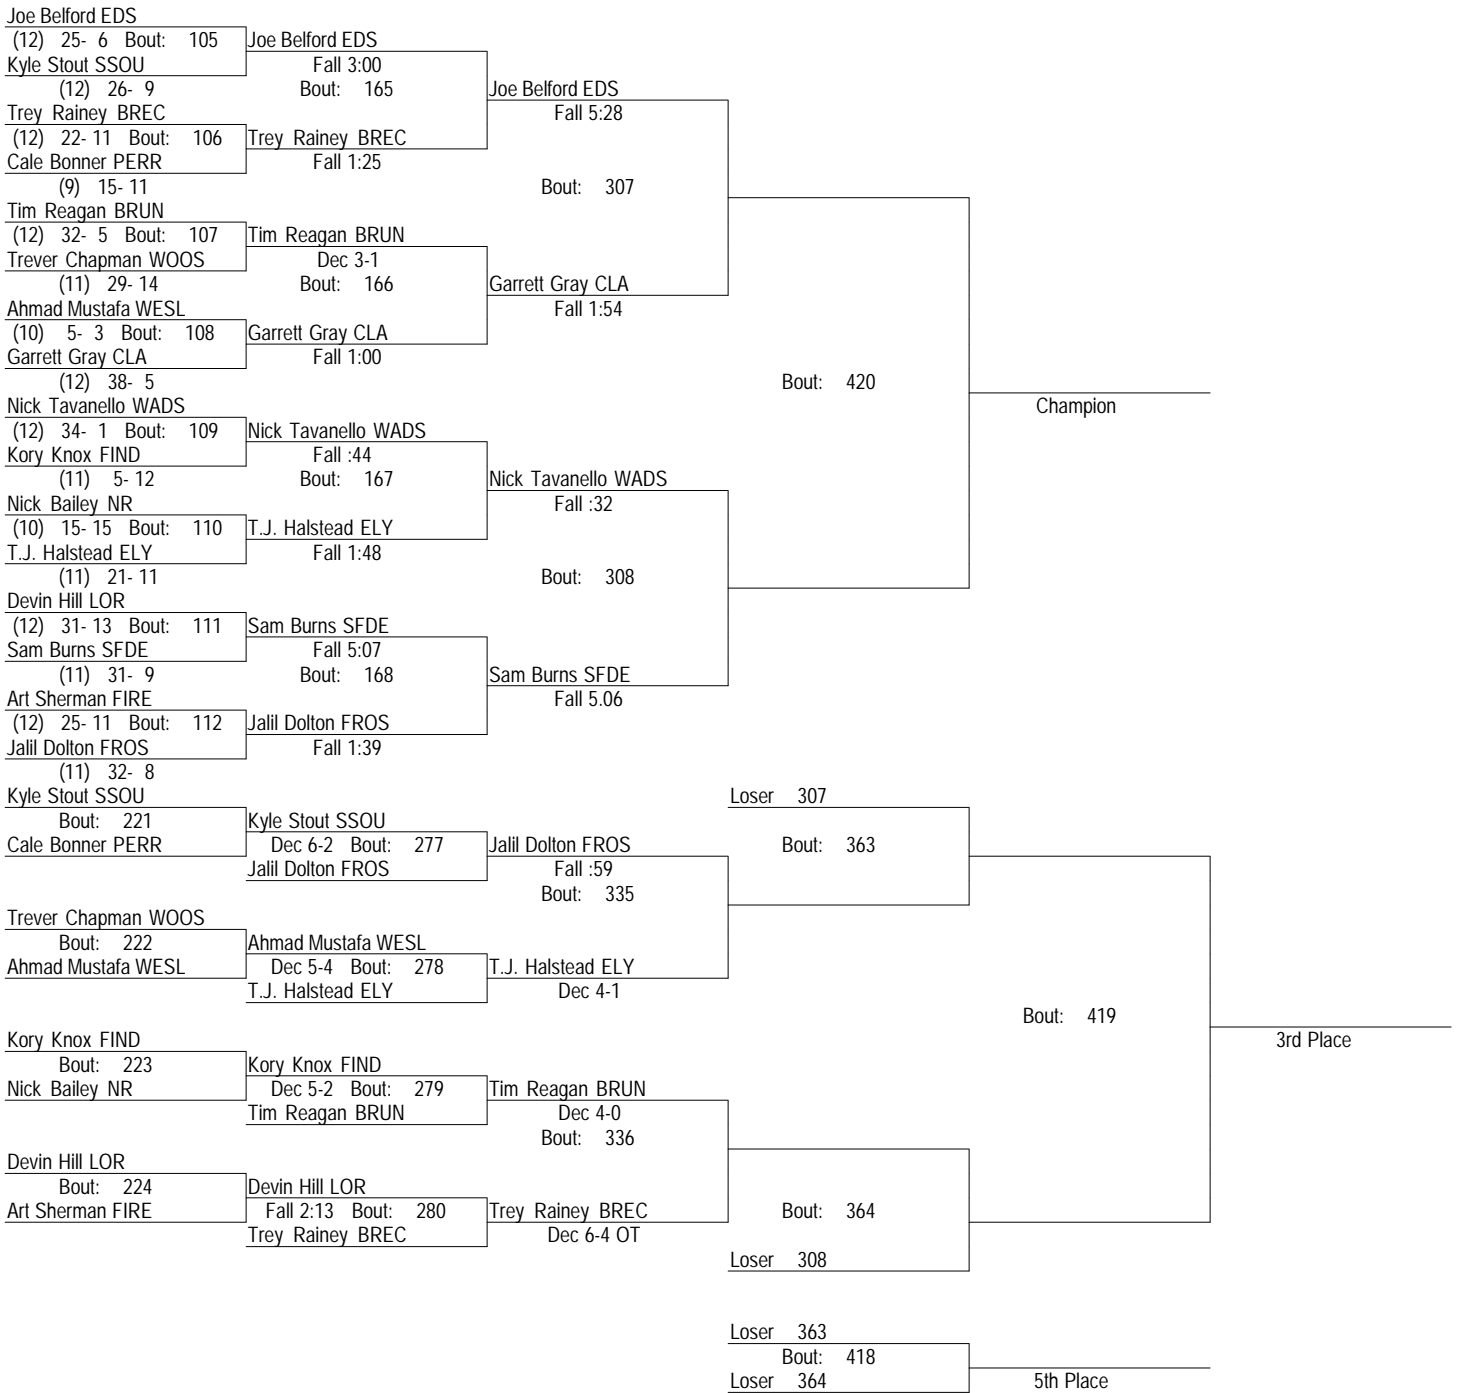 Joe Belford EDS
(12) 25- 6 Bout: 105 Joe Belford EDS
Kyle Stout SSOU Fall 3:00
(12) 26- 9 Bout: 165 Joe Belford EDS
Trey Rainey BREC Fall 5:28
(12) 22- 11 Bout: 106 Trey Rainey BREC
Cale Bonner PERR Fall 1:25
(9) 15- 11 Bout: 307
Tim Reagan BRUN
(12) 32- 5 Bout: 107 Tim Reagan BRUN
Trever Chapman WOOS Dec 3-1
(11) 29- 14 Bout: 166 Garrett Gray CLA
Ahmad Mustafa WESL Fall 1:54
(10) 5- 3 Bout: 108 Garrett Gray CLA
Garrett Gray CLA Fall 1:00
(12) 38- 5 Bout: 420
Nick Tavanello WADS Champion
(12) 34- 1 Bout: 109 Nick Tavanello WADS
Kory Knox FIND Fall :44
(11) 5- 12 Bout: 167 Nick Tavanello WADS
Nick Bailey NR Fall :32
(10) 15- 15 Bout: 110 T.J. Halstead ELY
T.J. Halstead ELY Fall 1:48
(11) 21- 11 Bout: 308
Devin Hill LOR
(12) 31- 13 Bout: 111 Sam Burns SFDE
Sam Burns SFDE Fall 5:07
(11) 31- 9 Bout: 168 Sam Burns SFDE
Art Sherman FIRE Fall 5.06
(12) 25- 11 Bout: 112 Jalil Dolton FROS
Jalil Dolton FROS Fall 1:39
(11) 32- 8
Kyle Stout SSOU Loser 307
Bout: 221 Kyle Stout SSOU
Cale Bonner PERR Dec 6-2 Bout: 277 Jalil Dolton FROS Bout: 363
Jalil Dolton FROS Fall :59
Bout: 335
Trever Chapman WOOS
Bout: 222 Ahmad Mustafa WESL
Ahmad Mustafa WESL Dec 5-4 Bout: 278 T.J. Halstead ELY
T.J. Halstead ELY Dec 4-1
Bout: 419
Kory Knox FIND 3rd Place
Bout: 223 Kory Knox FIND
Nick Bailey NR Dec 5-2 Bout: 279 Tim Reagan BRUN
Tim Reagan BRUN Dec 4-0
Bout: 336
Devin Hill LOR
Bout: 224 Devin Hill LOR
Art Sherman FIRE Fall 2:13 Bout: 280 Trey Rainey BREC Bout: 364
Trey Rainey BREC Dec 6-4 OT
Loser 308
Loser 363
Bout: 418
Loser 364 5th Place